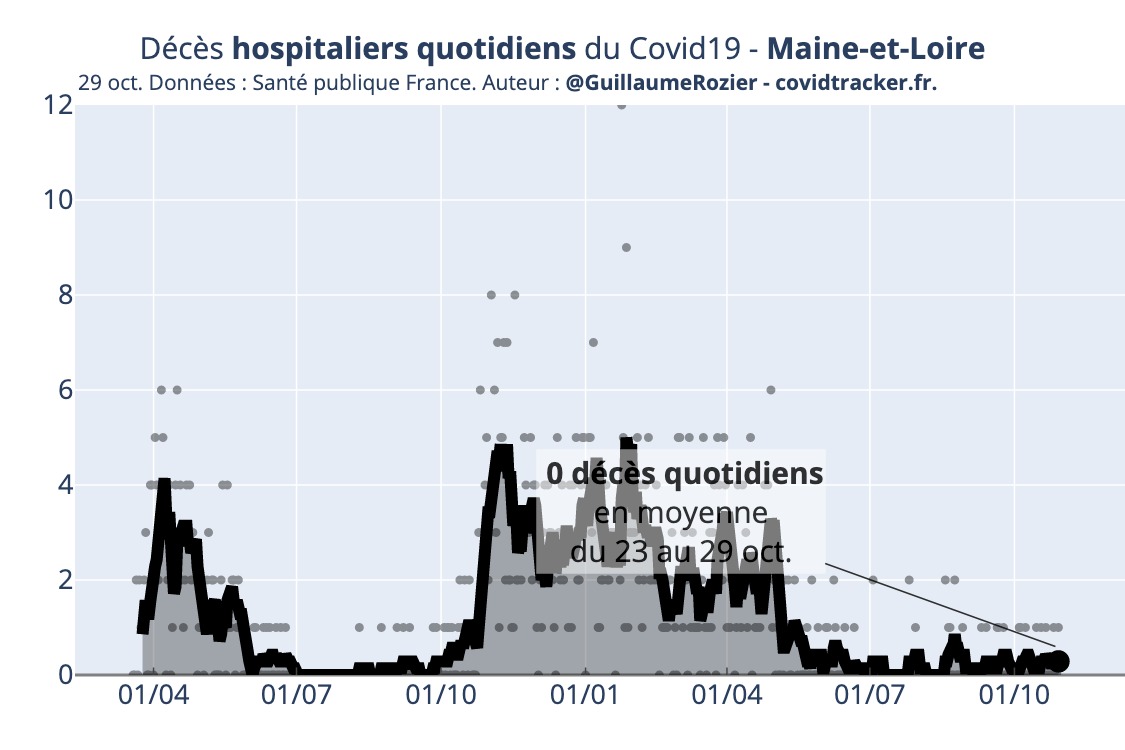 Décès hospitaliers quotidiens du Covid19 - Maine-et-Loire
29 oct. Données : Santé publique France. Auteur : @GuillaumeRozier - covidtracker.fr.
12
10
8
6
4
2
0
0 décès quotidiens
en moyenne
du 23 au 29 oct.
01/04 01/07 01/10 01/01 01/04 01/07 01/10